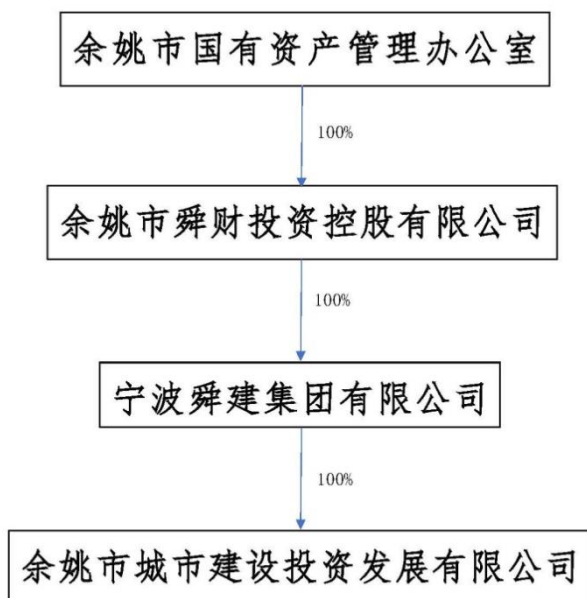 余姚市国有资产管理办公室
100%
余姚市舜财投资控股有限公司
100%
宁波舜建集团有限公司
100%
余姚市城市建设投资发展有限公司